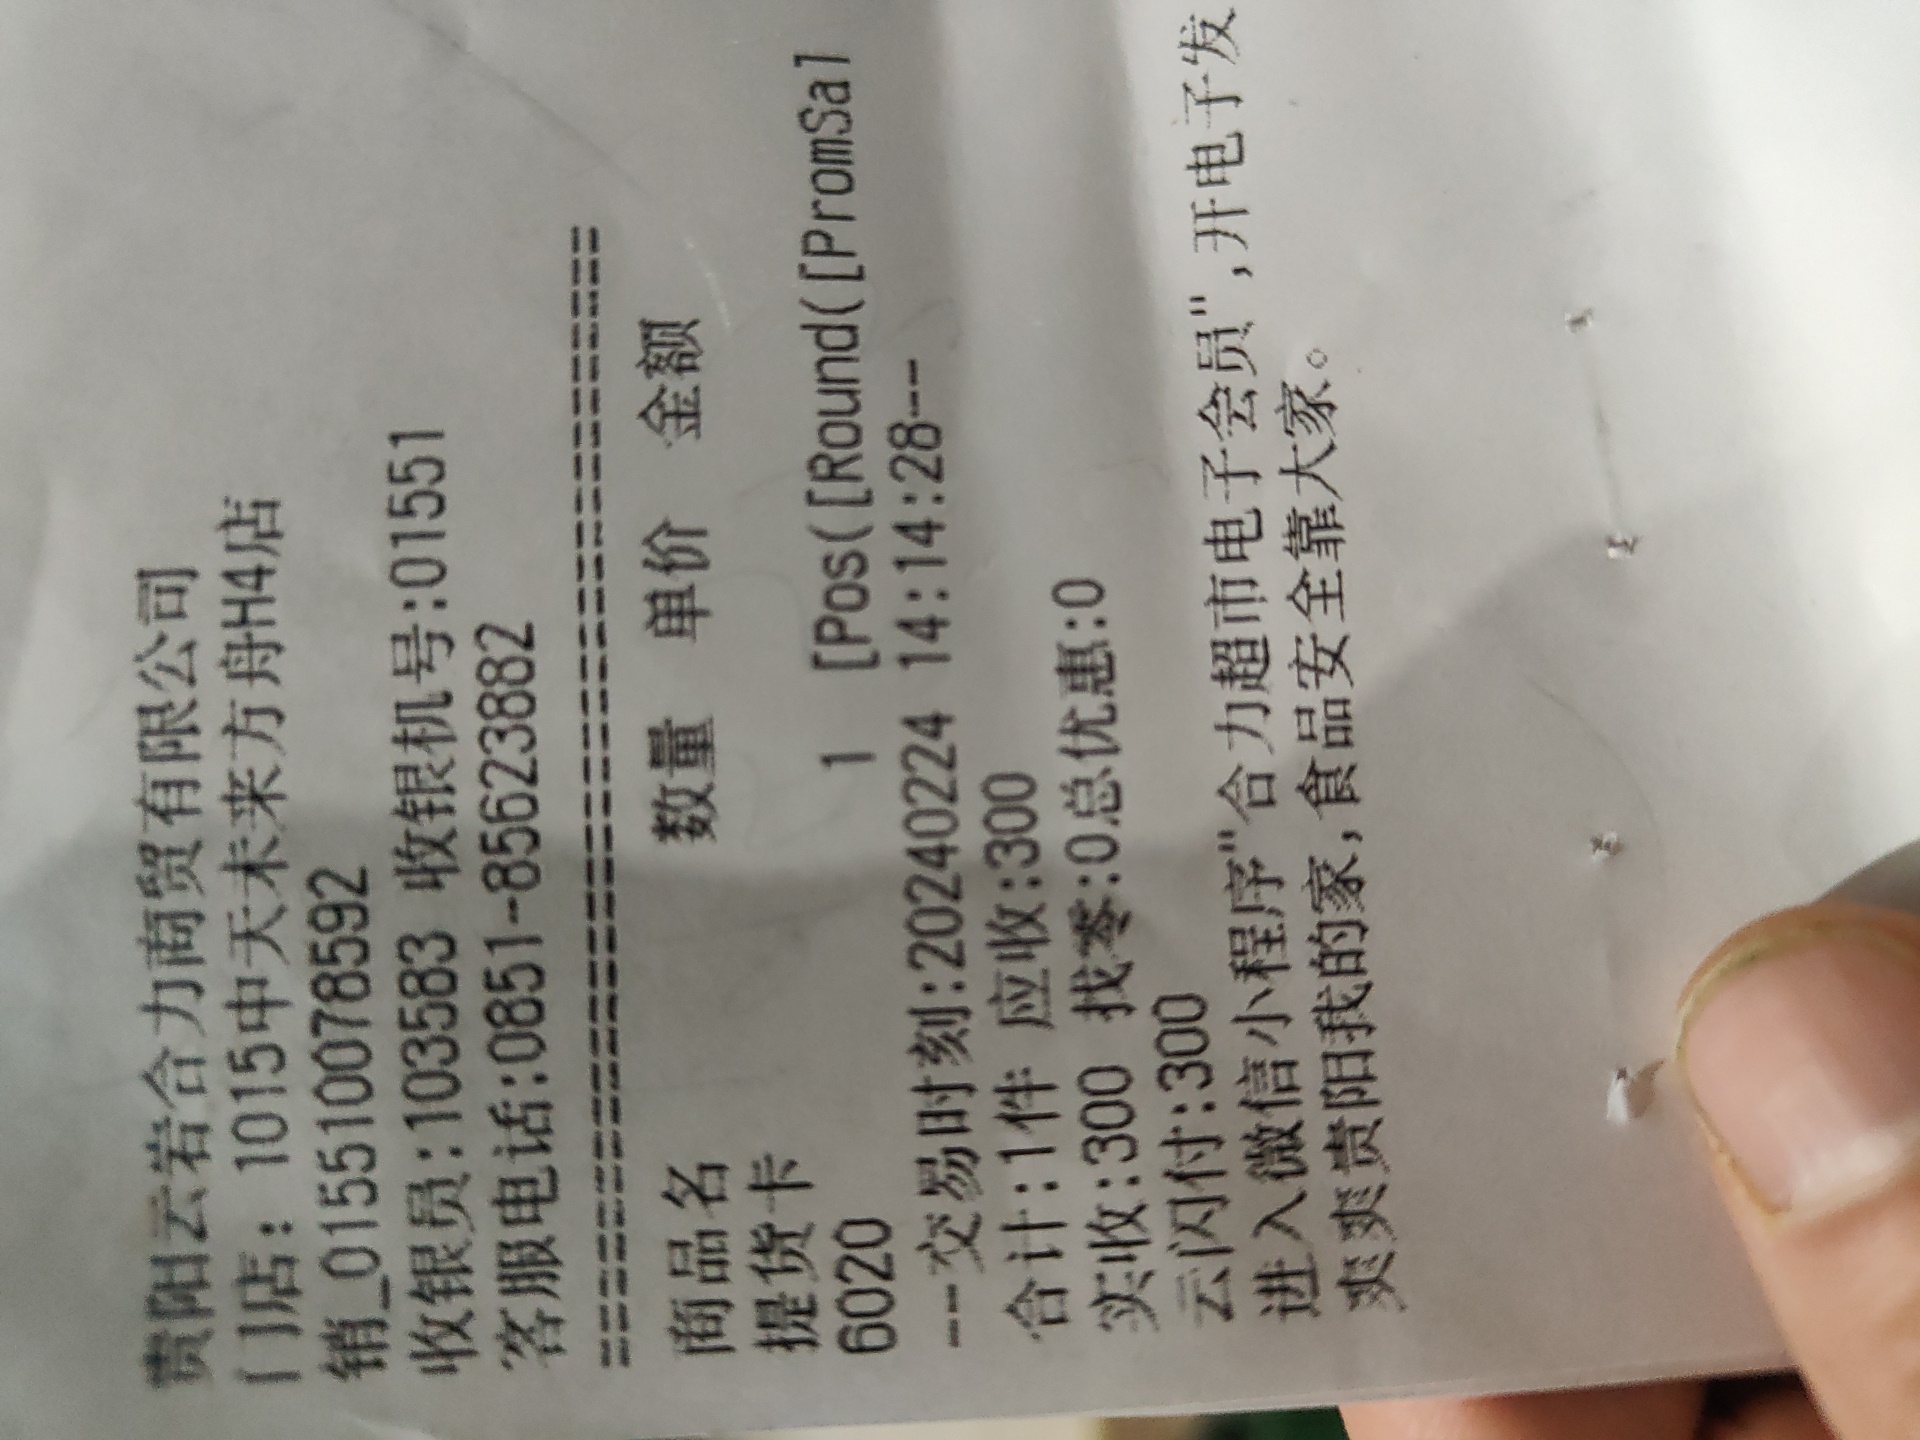 贵阳云岩合力商贸有限公司
门店：1015中天未来方舟H4店
销_015510078592
收银员:1035583 收银机号:01551
客服电话:0851-85623882
==================================================
商品名 数量 单价 金额
提货卡
6020 1 [Pos([Round([PromSal
--交易时刻:20240224 14:14:28---
合计:1件 应收:300
实收:300 找零:0总优惠:0
云闪付:300
进入微信小程序"合力超市电子会员",开电子发
爽爽贵阳我的家,食品安全靠大家。